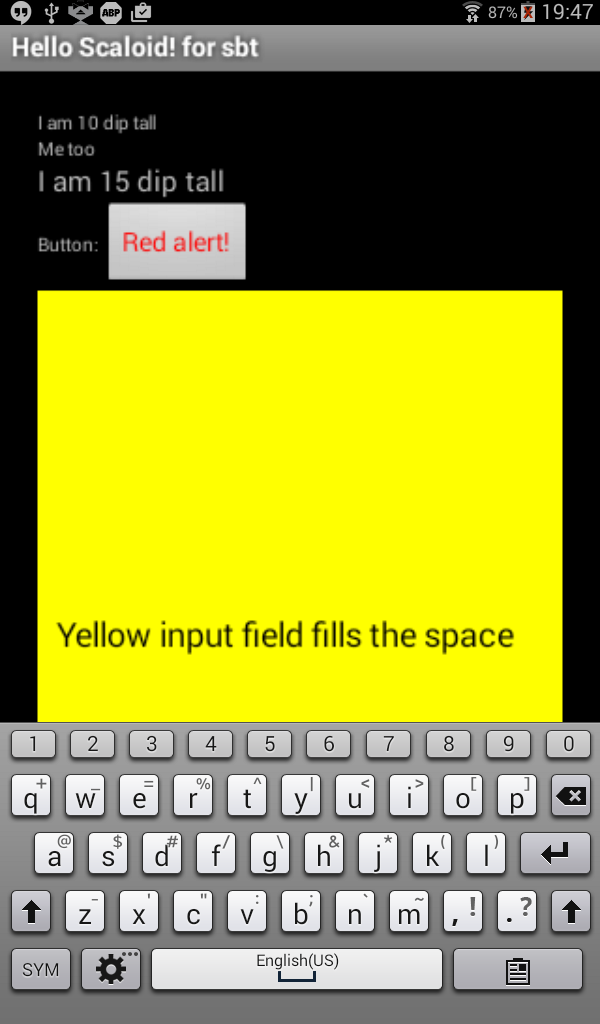 ABP 87% 19:47
Hello Scaloid! for sbt
I am 10 dip tall
Me too
I am 15 dip tall
Button: Red alert!
Yellow input field fills the space
1 2 3 4 5 6 7 8 9 0
q + w _ e = r % t ^ y | u < i > o [ p ]
a @ s $ d # f / g \ h & j * k ( l )
z - x ' c " v : b ; n ` m ~ , ! . ?
SYM English(US)